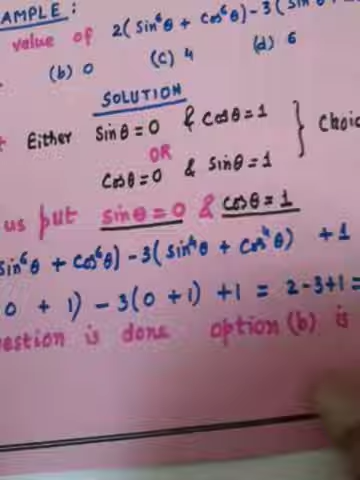 AMPLE:
value of 2(Sin⁶θ + Cos⁶θ) - 3(Sin
(b) 0 (c) 4 (d) 6
SOLUTION
Either Sinθ = 0 & Cosθ = 1
OR
Cosθ = 0 & Sinθ = 1
us put sinθ = 0 & cosθ = 1
sin⁶θ + cos⁶θ) - 3(sin⁴θ + cos⁴θ) + 1
0 + 1) - 3(0 + 1) + 1 = 2 - 3 + 1 =
estion is done option (b) is